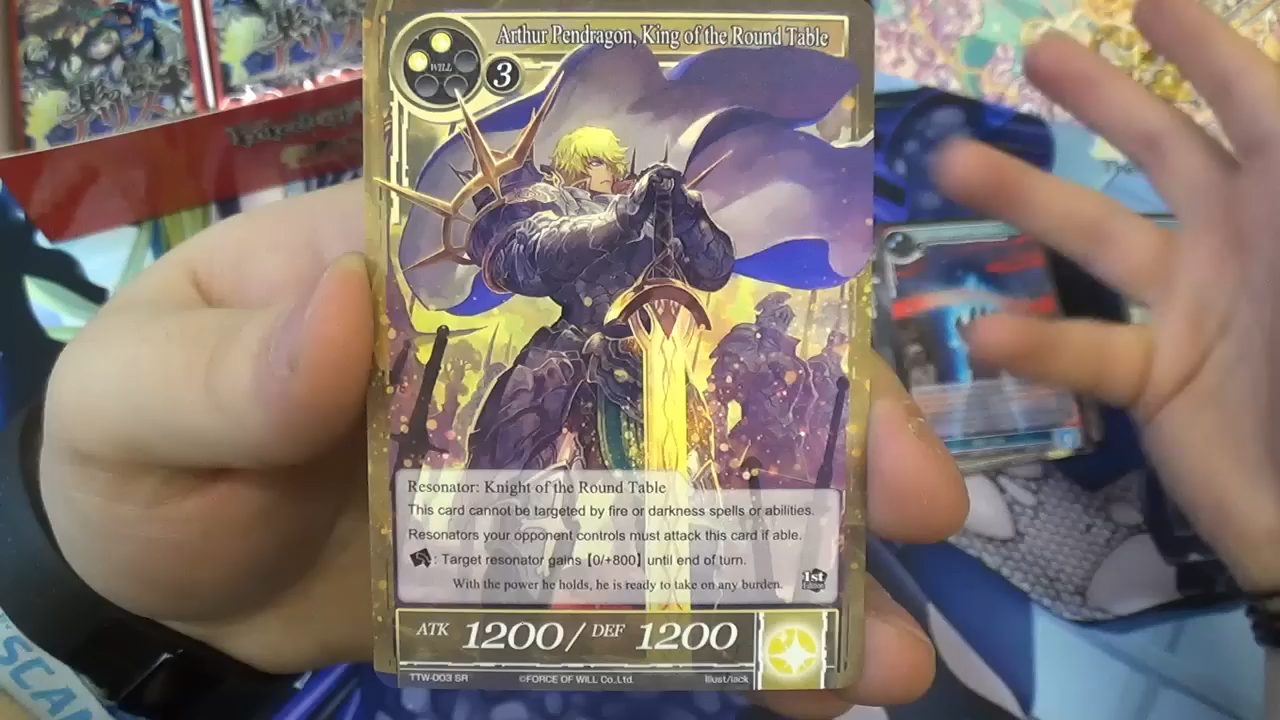 Arthur Pendragon, King of the Round Table
WILL
3
Resonator: Knight of the Round Table
This card cannot be targeted by fire or darkness spells or abilities.
Resonators your opponent controls must attack this card if able.
: Target resonator gains【0/+800】until end of turn.
With the power he holds, he is ready to take on any burden.
1st
Edition
ATK 1200/ DEF 1200
TTW-003 SR ©FORCE OF WILL Co.,Ltd. Illust/lack
SCAN